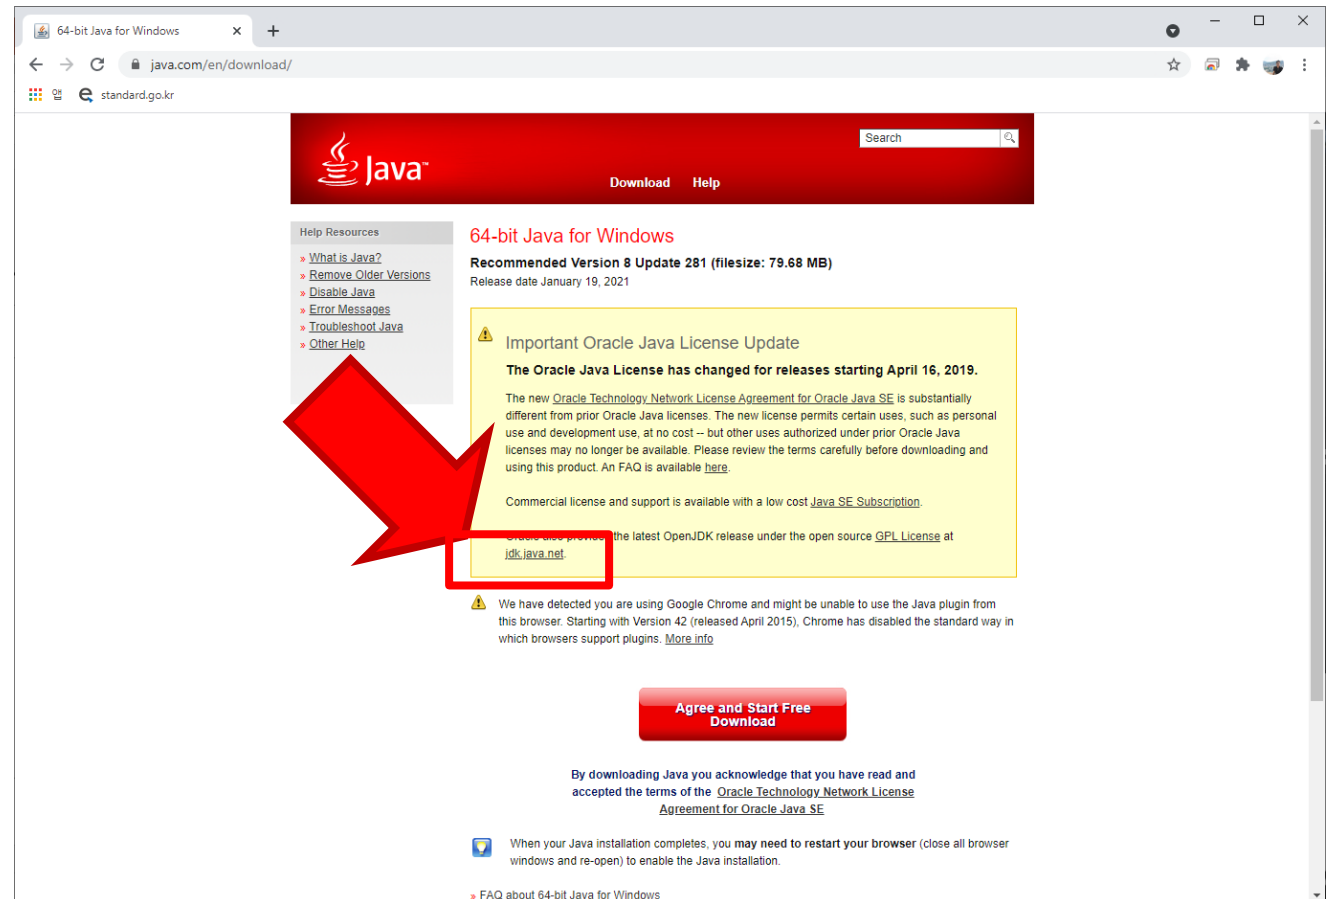 64-bit Java for Windows
java.com/en/download/
앱 standard.go.kr
Search
Java™
Download Help
Help Resources
» What is Java?
» Remove Older Versions
» Disable Java
» Error Messages
» Troubleshoot Java
» Other Help
64-bit Java for Windows
Recommended Version 8 Update 281 (filesize: 79.68 MB)
Release date January 19, 2021
Important Oracle Java License Update
The Oracle Java License has changed for releases starting April 16, 2019.
The new Oracle Technology Network License Agreement for Oracle Java SE is substantially
different from prior Oracle Java licenses. The new license permits certain uses, such as personal
use and development use, at no cost -- but other uses authorized under prior Oracle Java
licenses may no longer be available. Please review the terms carefully before downloading and
using this product. An FAQ is available here.
Commercial license and support is available with a low cost Java SE Subscription.
the latest OpenJDK release under the open source GPL License at
jdk.java.net.
We have detected you are using Google Chrome and might be unable to use the Java plugin from
this browser. Starting with Version 42 (released April 2015), Chrome has disabled the standard way in
which browsers support plugins. More info
Agree and Start Free
Download
By downloading Java you acknowledge that you have read and
accepted the terms of the Oracle Technology Network License
Agreement for Oracle Java SE
When your Java installation completes, you may need to restart your browser (close all browser
windows and re-open) to enable the Java installation.
» FAQ about 64-bit Java for Windows